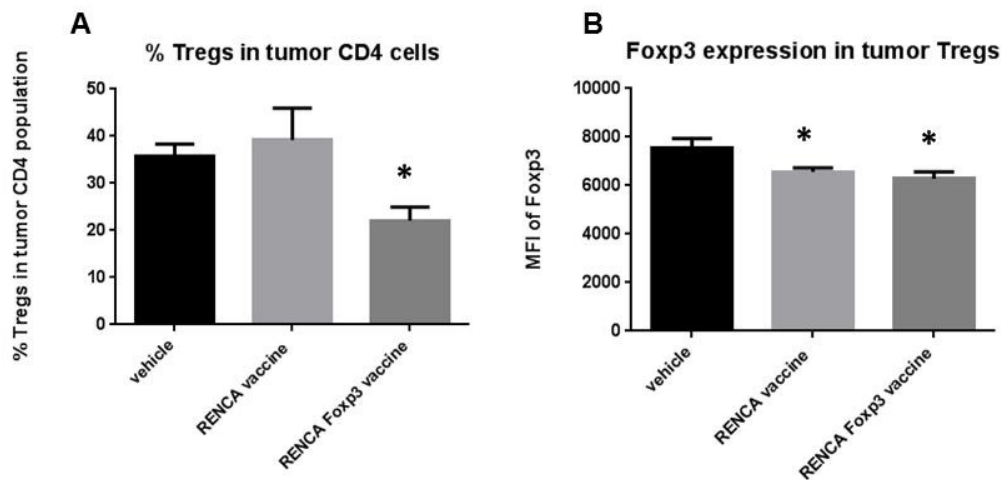 A
% Tregs in tumor CD4 cells
% Tregs in tumor CD4 population
50
40
30
20
10
0
*
vehicle
RENCA vaccine
RENCA Foxp3 vaccine
B
Foxp3 expression in tumor Tregs
MFI of Foxp3
10000
8000
6000
4000
2000
0
*
*
vehicle
RENCA vaccine
RENCA Foxp3 vaccine